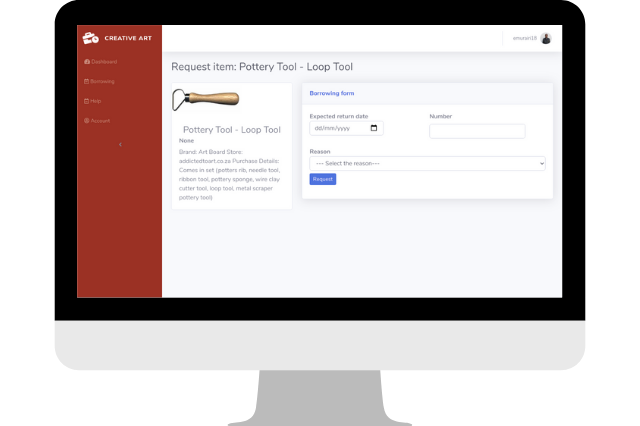 CREATIVE ART
Dashboard
Borrowing
Help
Account
Request item: Pottery Tool - Loop Tool
Pottery Tool - Loop Tool
None
Brand: Art Board Store:
addictedtoart.co.za Purchase Details:
Comes in set (potters rib, needle tool,
ribbon tool, pottery sponge, wire clay
cutter tool, loop tool, metal scraper
pottery tool)
Borrowing form
Expected return date
Number
dd/mm/yyyy
Reason
---- Select the reason----
Request